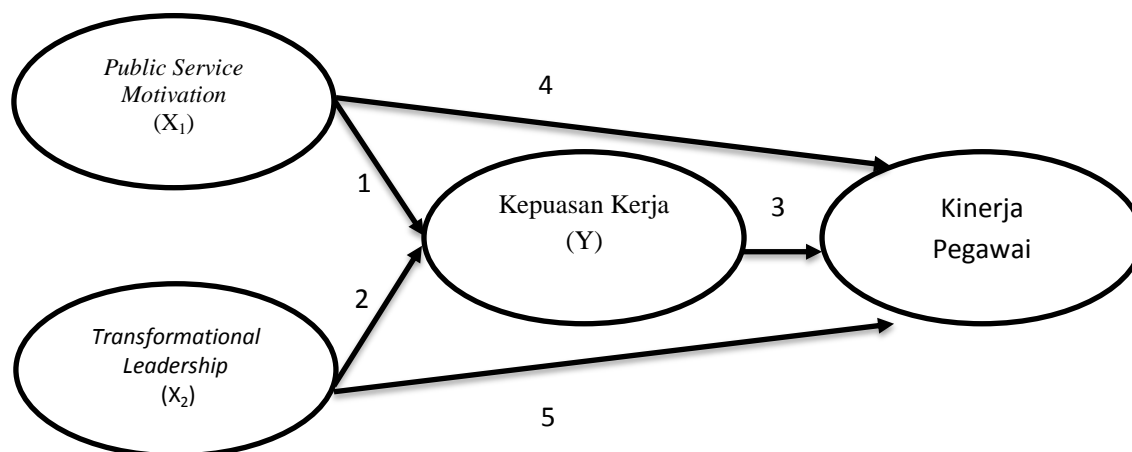 Public Service
Motivation
(X₁)
4
1
Kepuasan Kerja
(Y)
3
Kinerja
Pegawai
2
Transformational
Leadership
(X₂)
5